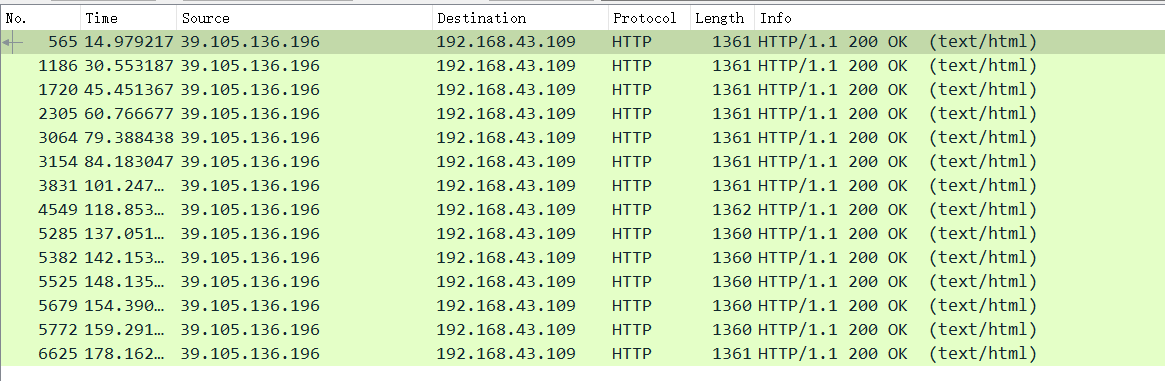 No. Time Source Destination Protocol Length Info
565 14.979217 39.105.136.196 192.168.43.109 HTTP 1361 HTTP/1.1 200 OK (text/html)
1186 30.553187 39.105.136.196 192.168.43.109 HTTP 1361 HTTP/1.1 200 OK (text/html)
1720 45.451367 39.105.136.196 192.168.43.109 HTTP 1361 HTTP/1.1 200 OK (text/html)
2305 60.766677 39.105.136.196 192.168.43.109 HTTP 1361 HTTP/1.1 200 OK (text/html)
3064 79.388438 39.105.136.196 192.168.43.109 HTTP 1361 HTTP/1.1 200 OK (text/html)
3154 84.183047 39.105.136.196 192.168.43.109 HTTP 1361 HTTP/1.1 200 OK (text/html)
3831 101.247… 39.105.136.196 192.168.43.109 HTTP 1361 HTTP/1.1 200 OK (text/html)
4549 118.853… 39.105.136.196 192.168.43.109 HTTP 1362 HTTP/1.1 200 OK (text/html)
5285 137.051… 39.105.136.196 192.168.43.109 HTTP 1360 HTTP/1.1 200 OK (text/html)
5382 142.153… 39.105.136.196 192.168.43.109 HTTP 1360 HTTP/1.1 200 OK (text/html)
5525 148.135… 39.105.136.196 192.168.43.109 HTTP 1360 HTTP/1.1 200 OK (text/html)
5679 154.390… 39.105.136.196 192.168.43.109 HTTP 1360 HTTP/1.1 200 OK (text/html)
5772 159.291… 39.105.136.196 192.168.43.109 HTTP 1360 HTTP/1.1 200 OK (text/html)
6625 178.162… 39.105.136.196 192.168.43.109 HTTP 1361 HTTP/1.1 200 OK (text/html)